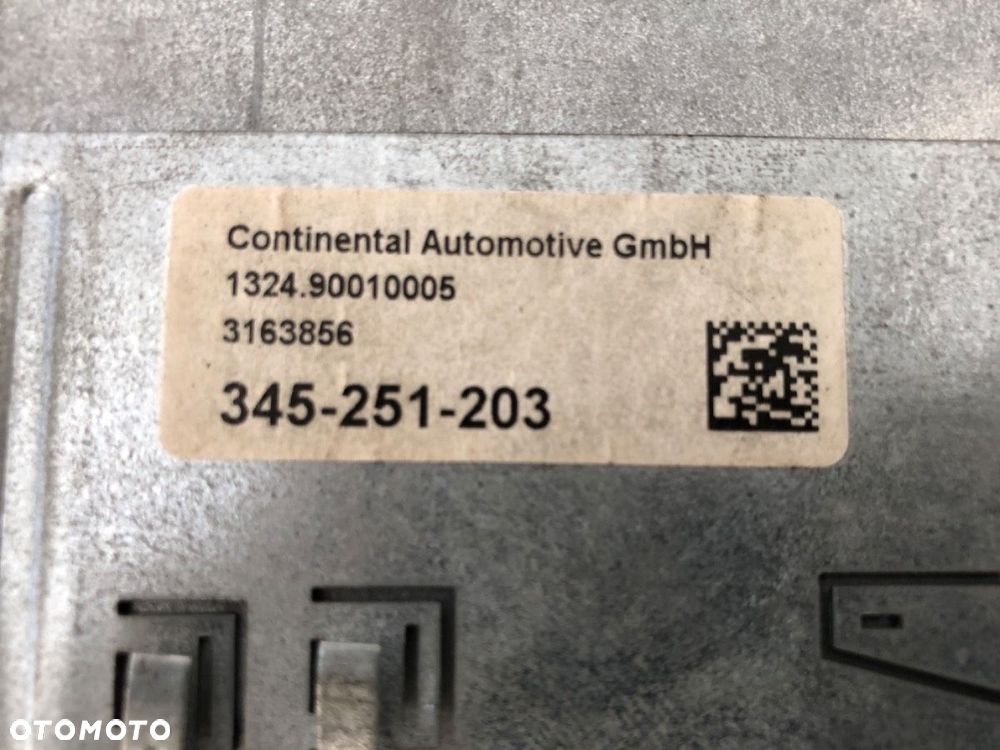 Continental Automotive GmbH
1324.90010005
3163856
345-251-203
OTOMOTO